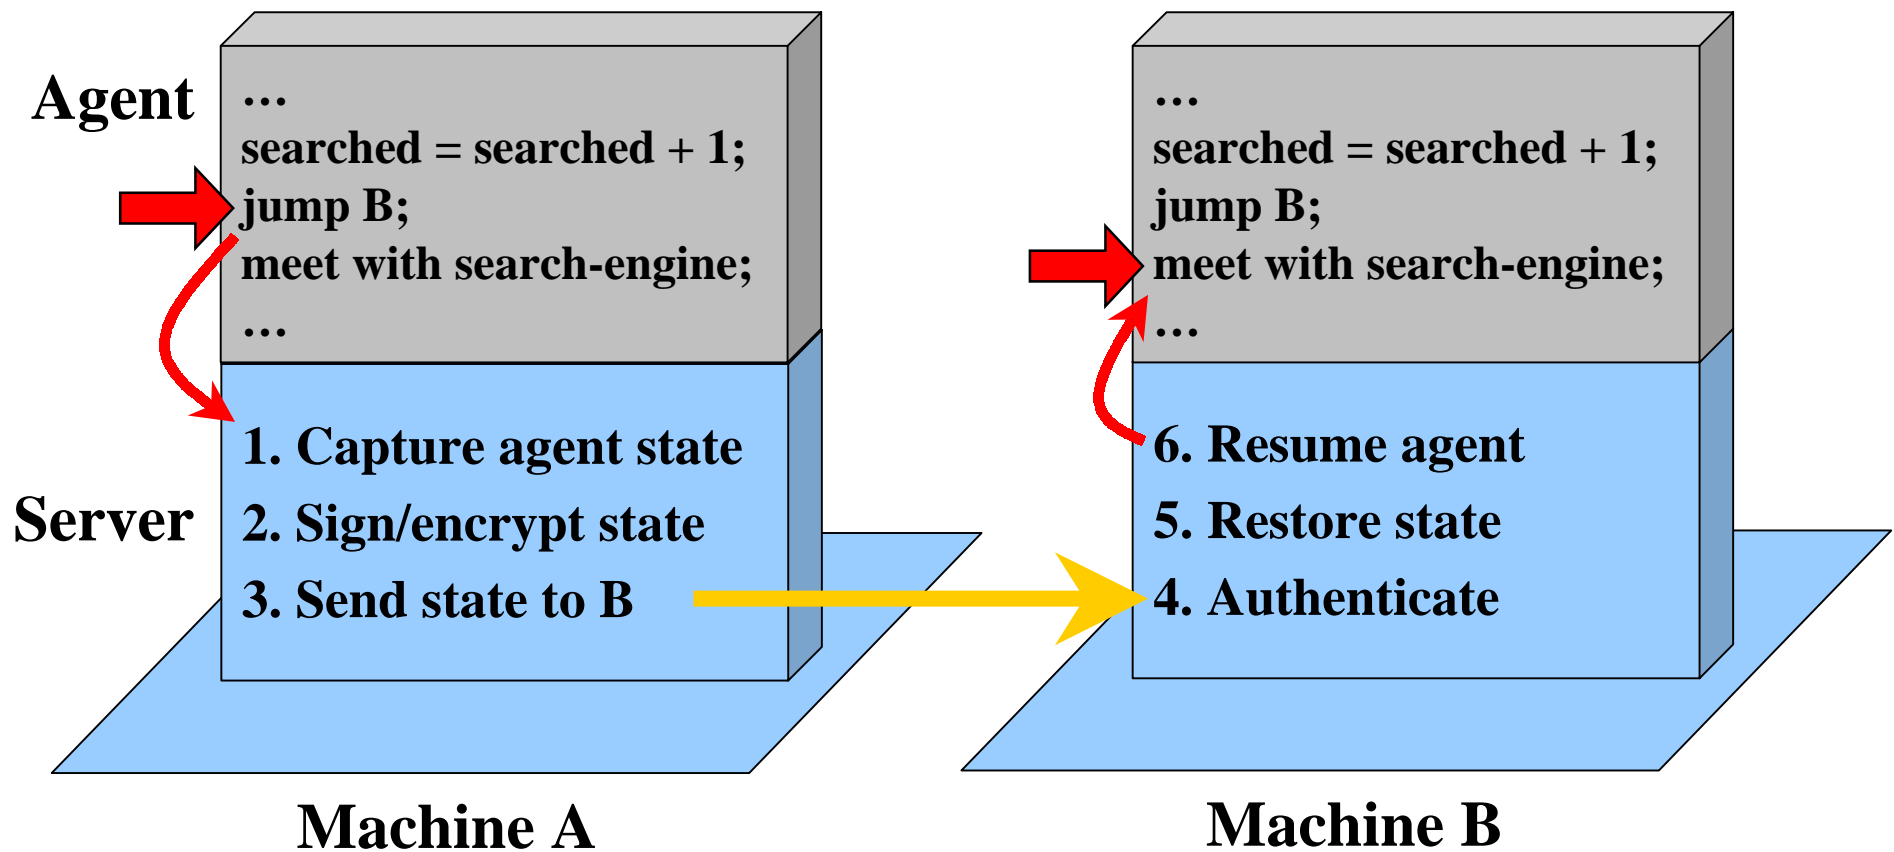 Agent
…
searched = searched + 1;
jump B;
meet with search-engine;
…
Server
1. Capture agent state
2. Sign/encrypt state
3. Send state to B
Machine A
…
searched = searched + 1;
jump B;
meet with search-engine;
…
6. Resume agent
5. Restore state
4. Authenticate
Machine B